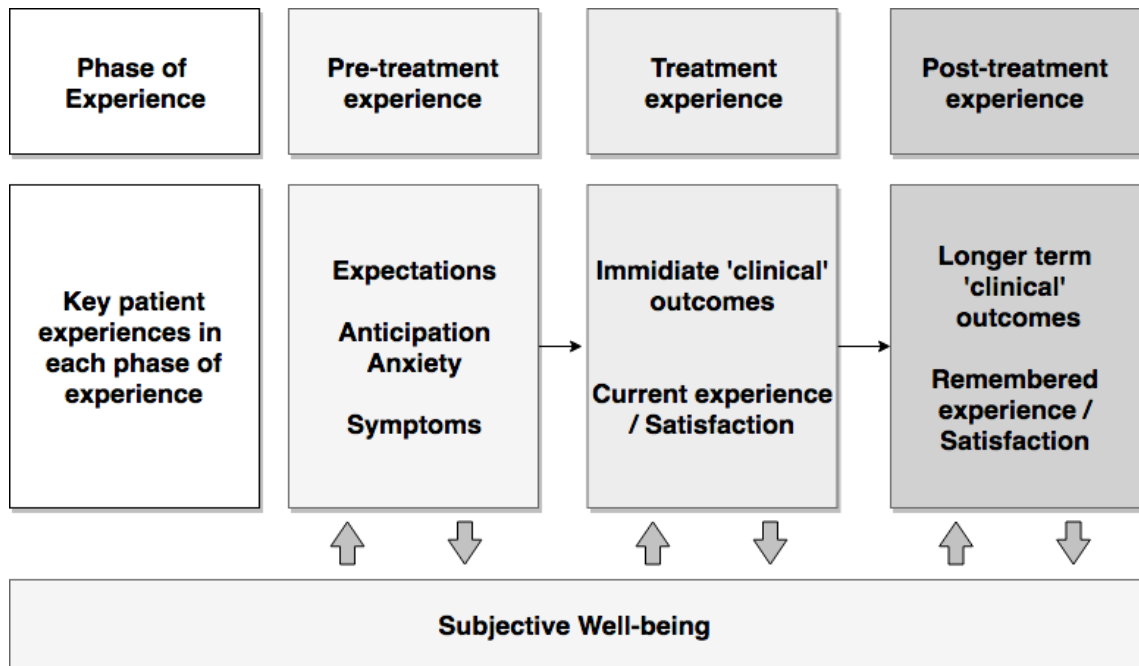 Phase of
Experience
Pre-treatment
experience
Treatment
experience
Post-treatment
experience
Key patient
experiences in
each phase of
experience
Expectations
Anticipation
Anxiety
Symptoms
Immidiate 'clinical'
outcomes
Current experience
/ Satisfaction
Longer term
'clinical'
outcomes
Remembered
experience /
Satisfaction
Subjective Well-being